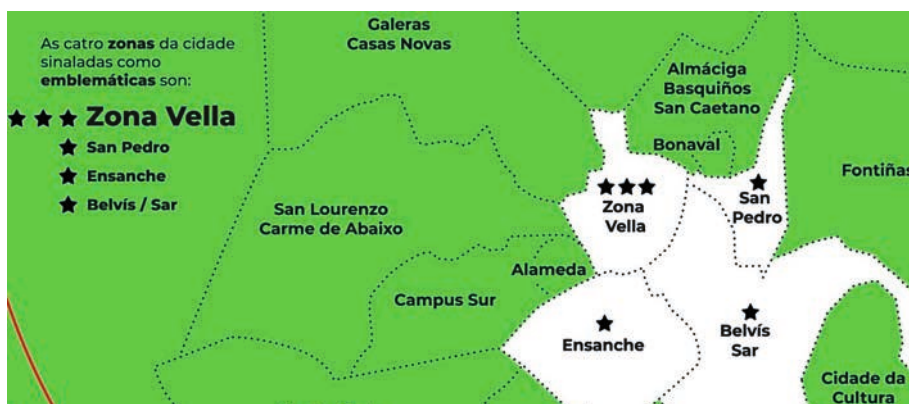 As catro zonas da cidade
sinaladas como
emblemáticas son:
Zona Vella
San Pedro
Ensanche
Belvís / Sar
Galeras
Casas Novas
Almáciga
Basquiños
San Caetano
Bonaval
Fontiñas
San
Pedro
Zona
Vella
San Lourenzo
Carme de Abaixo
Alameda
Campus Sur
Ensanche
Belvís
Sar
Cidade da
Cultura